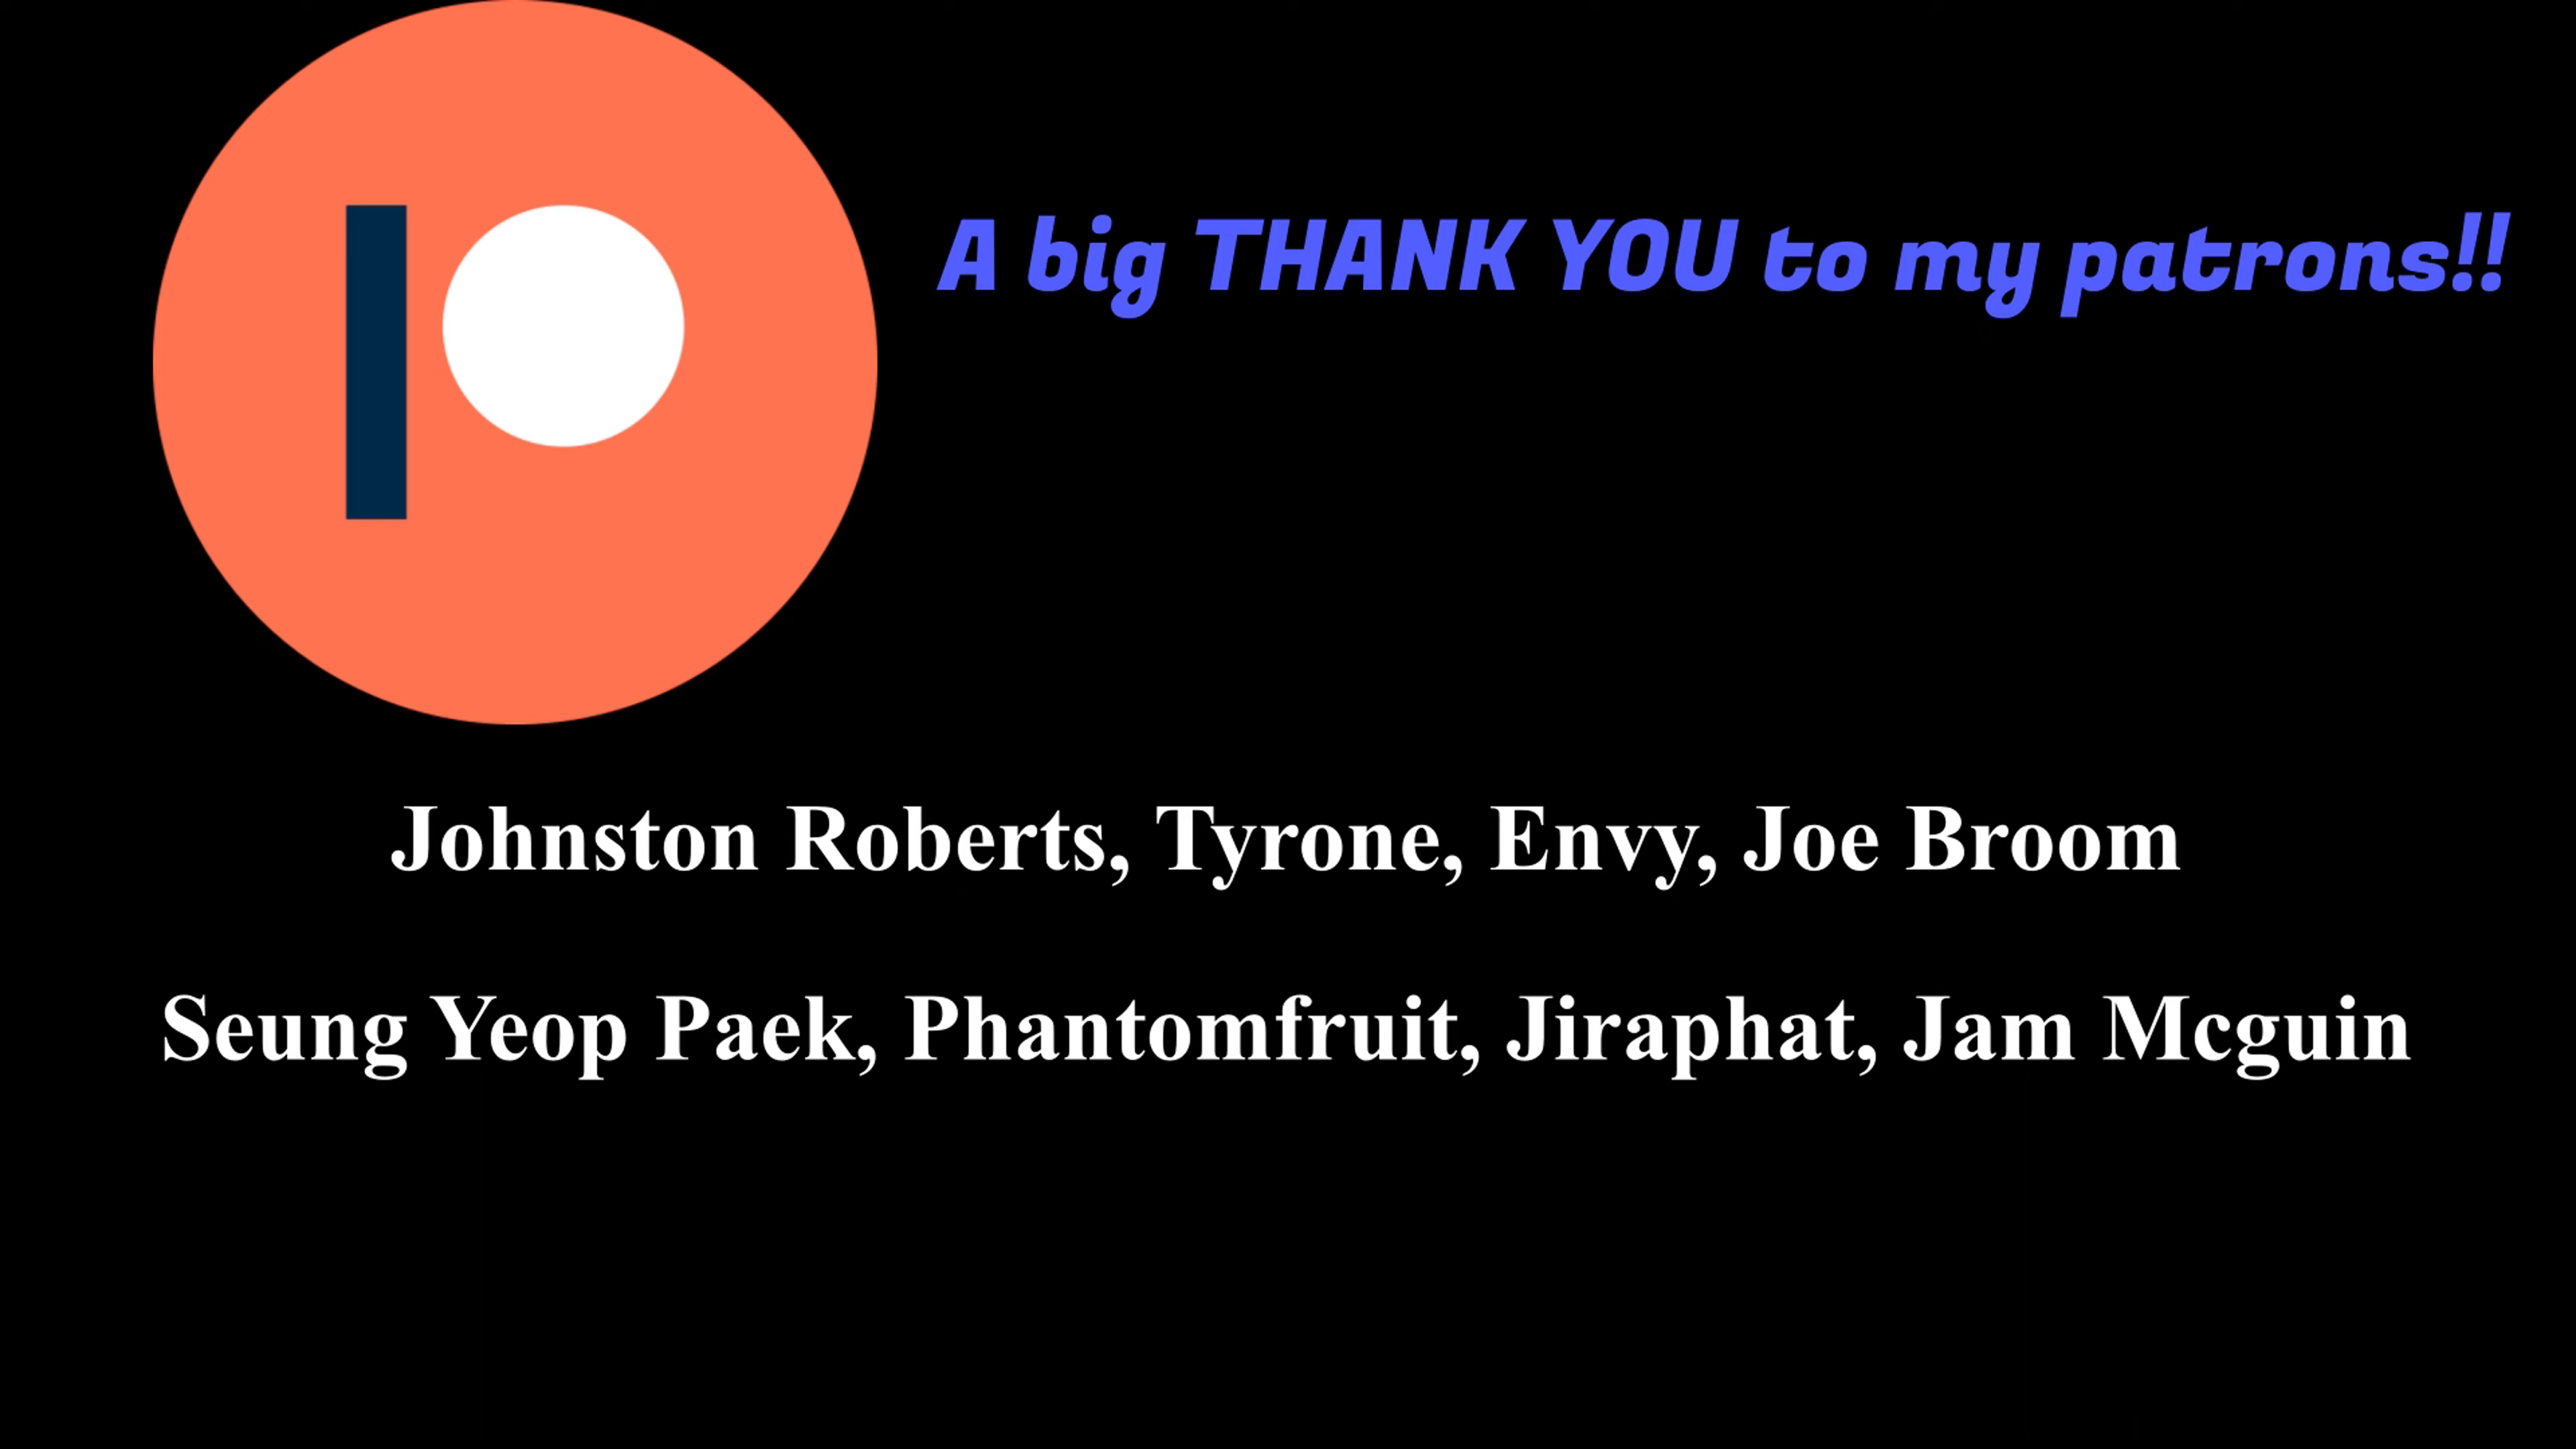 A big THANK YOU to my patrons!!
Johnston Roberts, Tyrone, Envy, Joe Broom
Seung Yeop Paek, Phantomfruit, Jiraphat, Jam Mcguin